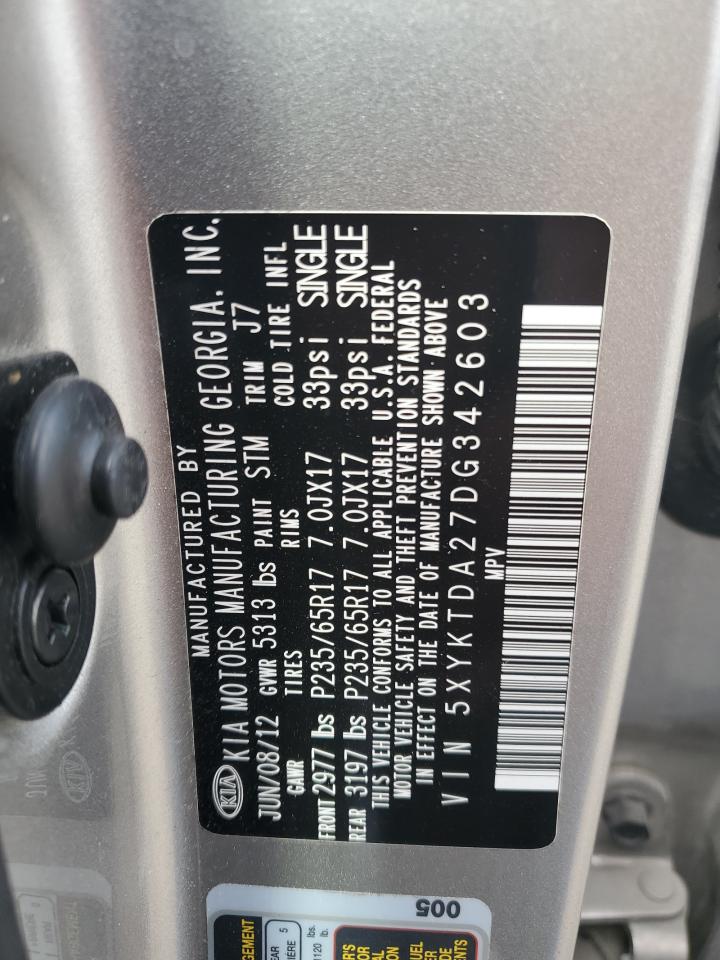 MANUFACTURED BY
KIA KIA MOTORS MANUFACTURING GEORGIA, INC.
JUN/08/12 GVWR 5313 lbs PAINT STM TRIM J7
GAWR TIRES RIMS COLD TIRE INFL
FRONT 2977 lbs P235/65R17 7.0JX17 33psi SINGLE
REAR 3197 lbs P235/65R17 7.0JX17 33psi SINGLE
THIS VEHICLE CONFORMS TO ALL APPLICABLE U.S.A. FEDERAL
MOTOR VEHICLE SAFETY AND THEFT PREVENTION STANDARDS
IN EFFECT ON THE DATE OF MANUFACTURE SHOWN ABOVE
VIN 5XYKTDA27DG342603
MPV
005